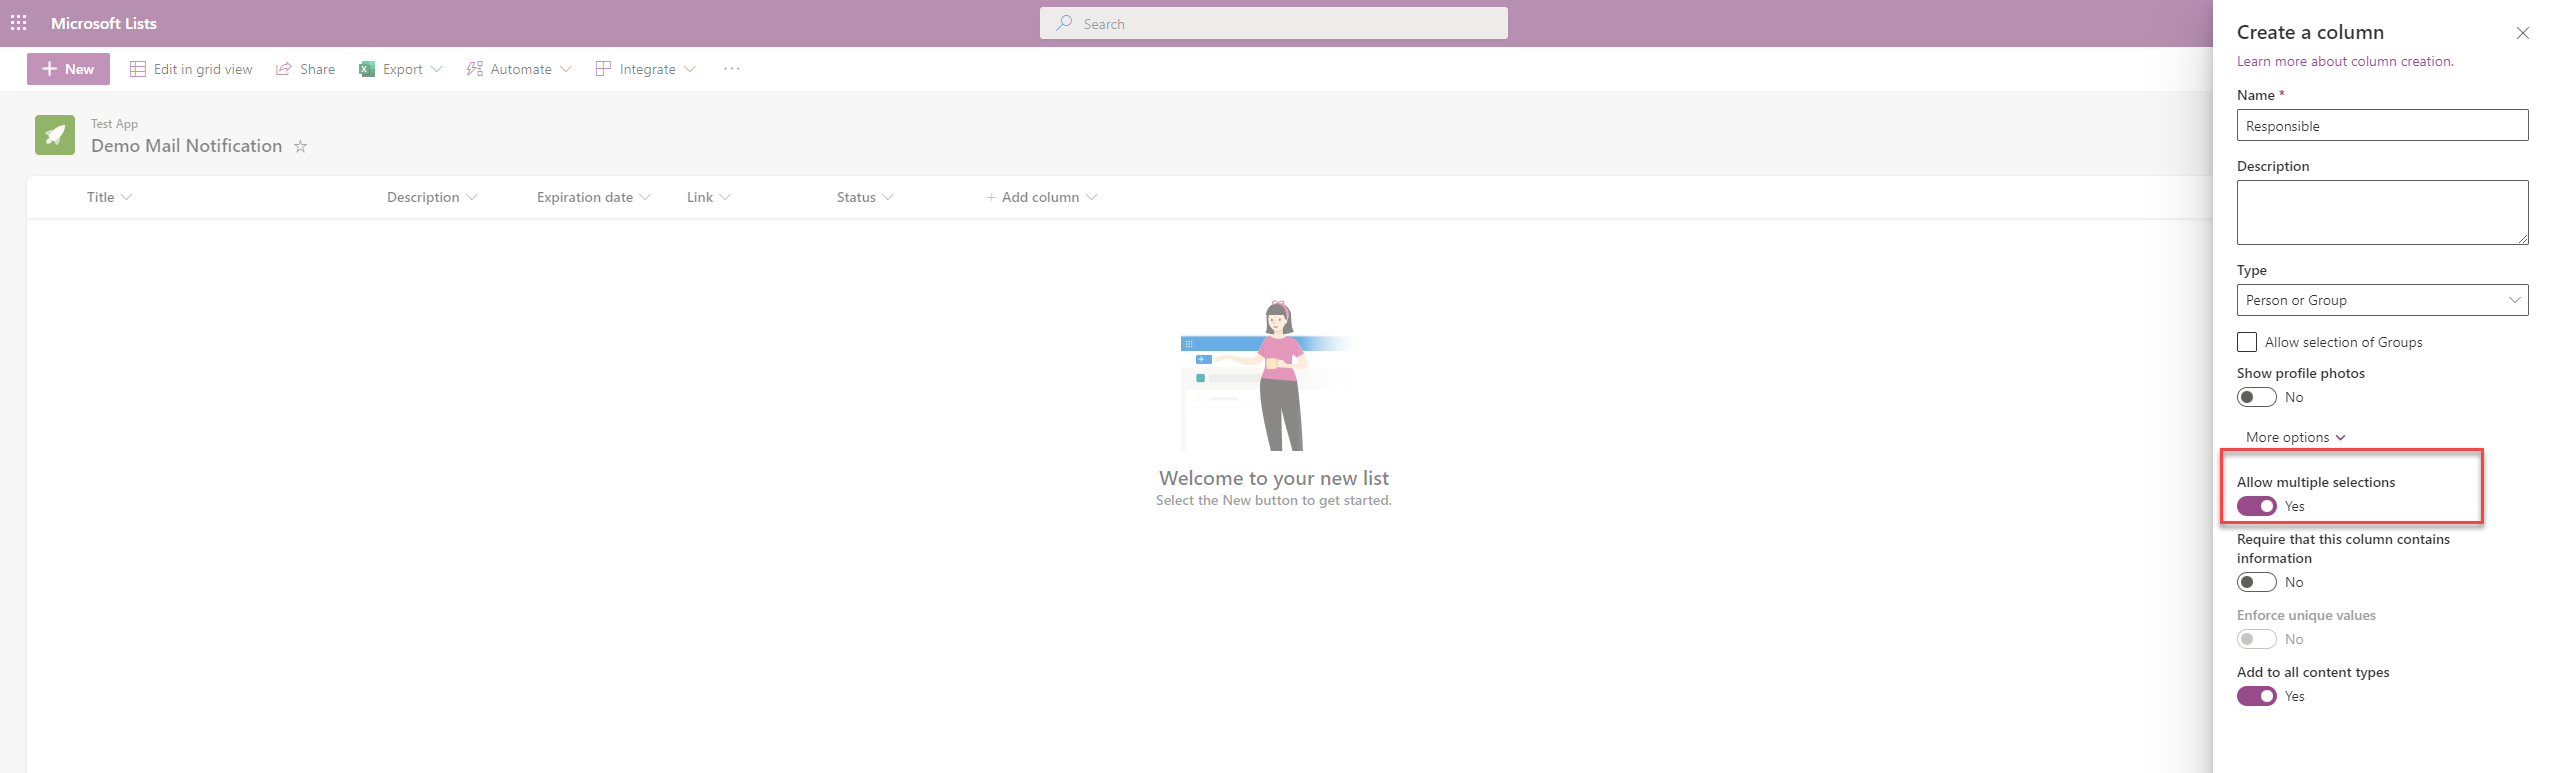 Microsoft Lists
Search
New
Edit in grid view
Share
Export
Automate
Integrate
Test App
Demo Mail Notification
Title
Description
Expiration date
Link
Status
+ Add column
Welcome to your new list
Select the New button to get started.
Create a column
Learn more about column creation.
Name *
Responsible
Description
Type
Person or Group
Allow selection of Groups
Show profile photos
No
More options
Allow multiple selections
Yes
Require that this column contains
information
No
Enforce unique values
No
Add to all content types
Yes